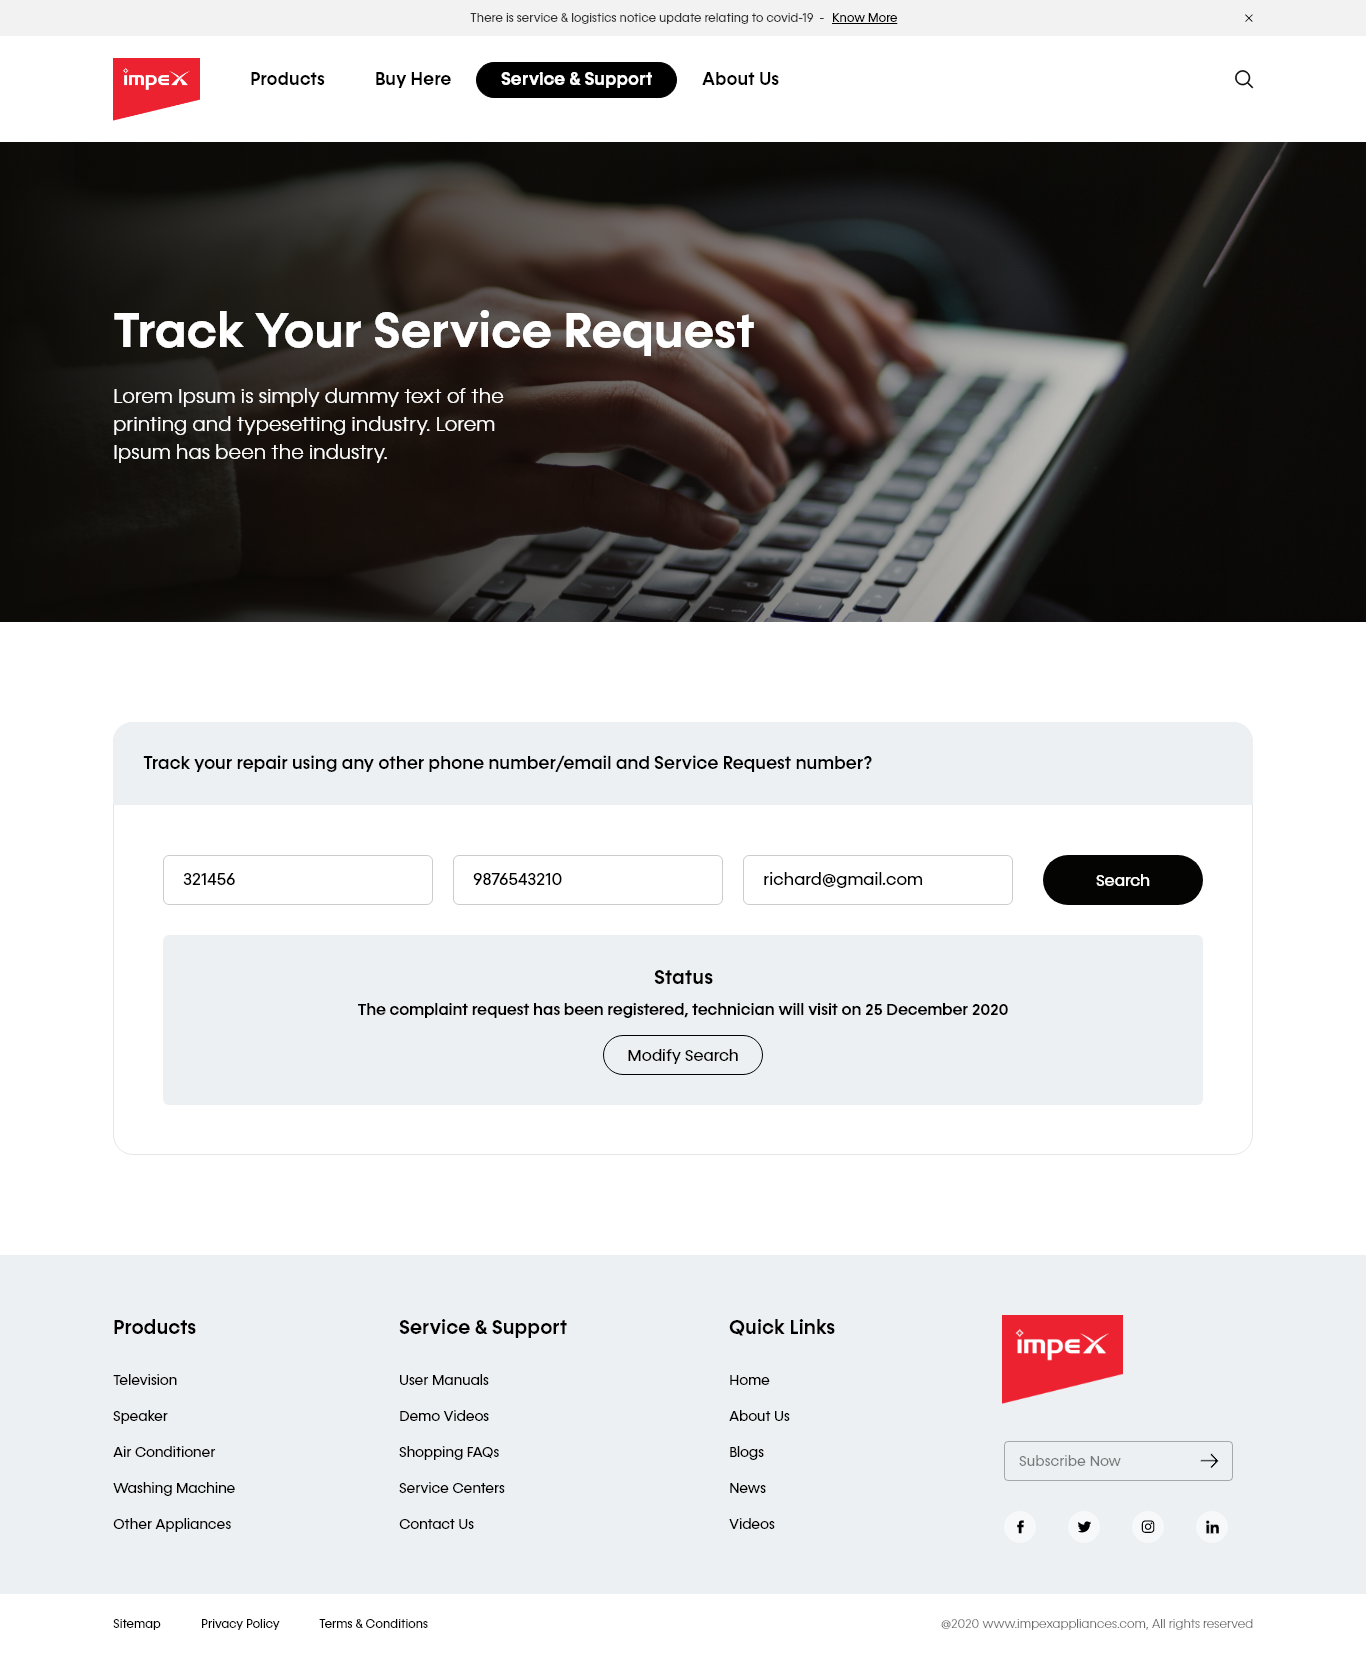 There is service & logistics notice update relating to covid-19 - Know More
impex
Products
Buy Here
Service & Support
About Us
Track Your Service Request
Lorem Ipsum is simply dummy text of the
printing and typesetting industry. Lorem
Ipsum has been the industry.
Track your repair using any other phone number/email and Service Request number?
321456
9876543210
richard@gmail.com
Search
Status
The complaint request has been registered, technician will visit on 25 December 2020
Modify Search
Products
Television
Speaker
Air Conditioner
Washing Machine
Other Appliances
Service & Support
User Manuals
Demo Videos
Shopping FAQs
Service Centers
Contact Us
Quick Links
Home
About Us
Blogs
News
Videos
impex
Subscribe Now
Sitemap
Privacy Policy
Terms & Conditions
@2020 www.impexappliances.com, All rights reserved